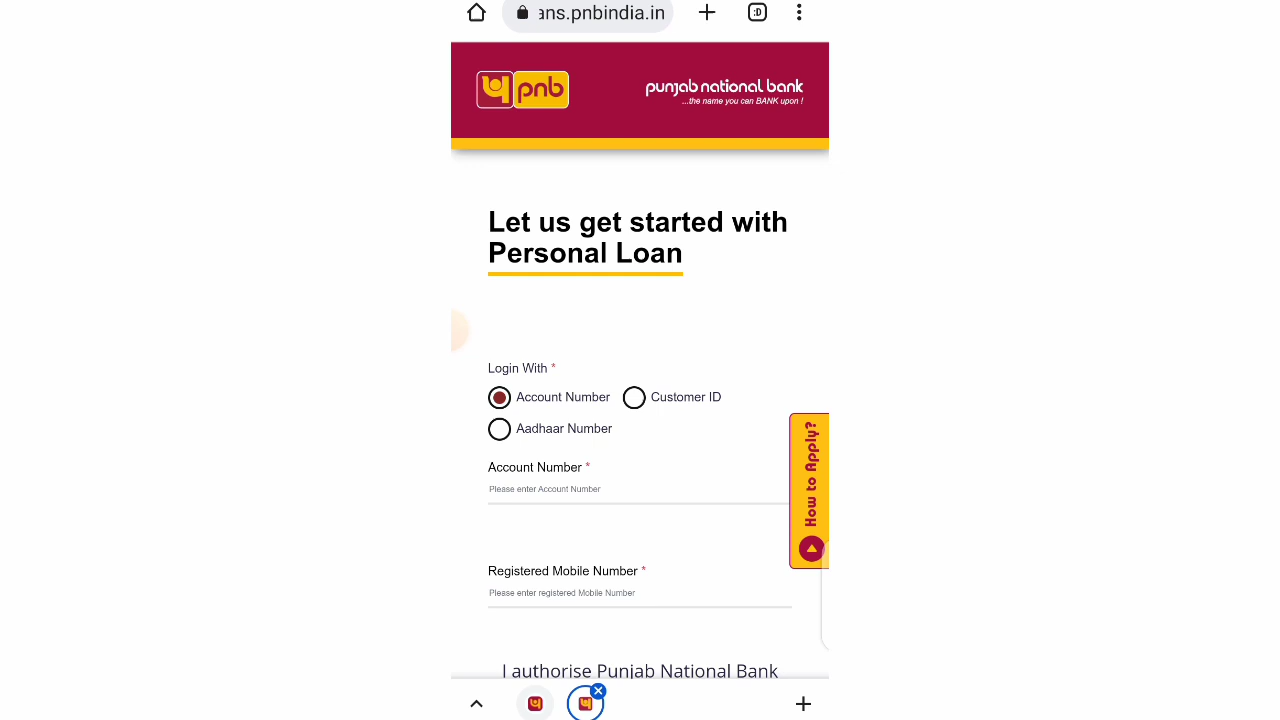 ans.pnbindia.in
:D
प pnb
punjab national bank
...the name you can BANK upon !
Let us get started with
Personal Loan
Login With *
Account Number
Customer ID
Aadhaar Number
How to Apply?
Account Number *
Please enter Account Number
Registered Mobile Number *
Please enter registered Mobile Number
I authorise Punjab National Bank